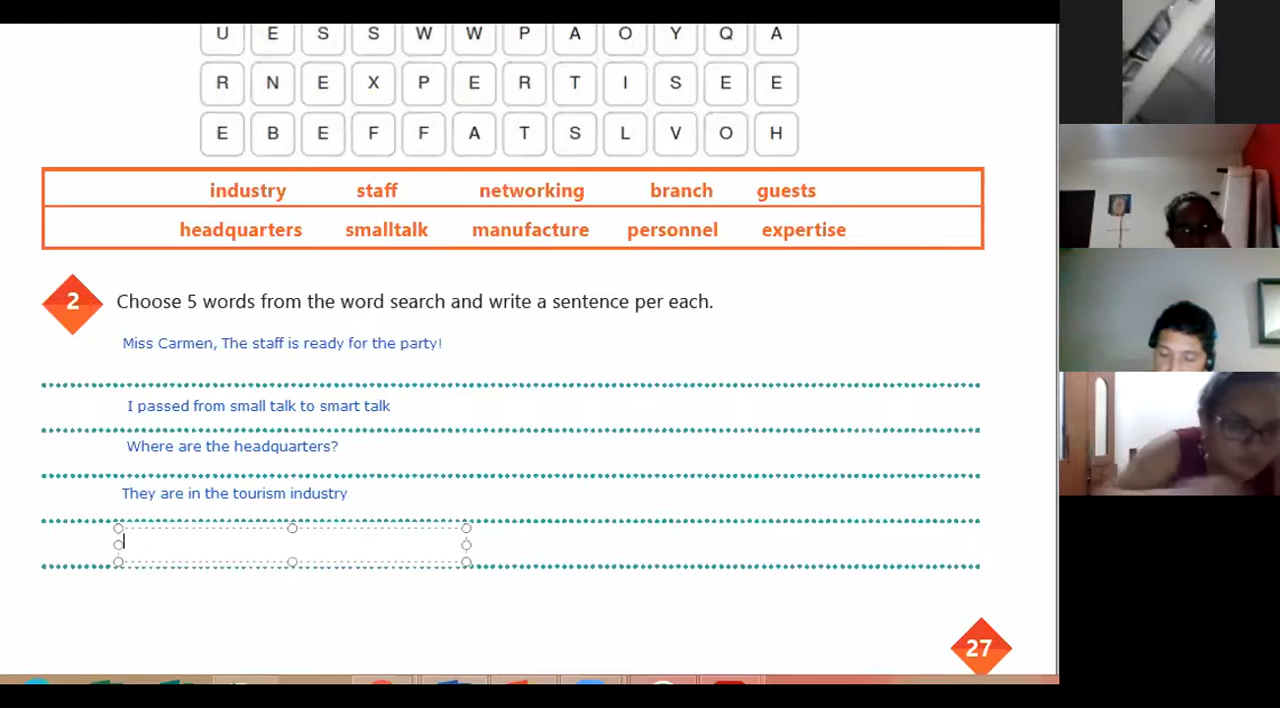 U E S S W W P A O Y Q A
R N E X P E R T I S E E
E B E F F A T S L V O H
industry staff networking branch guests
headquarters smalltalk manufacture personnel expertise
2 Choose 5 words from the word search and write a sentence per each.
Miss Carmen, The staff is ready for the party!
I passed from small talk to smart talk
Where are the headquarters?
They are in the tourism industry
27